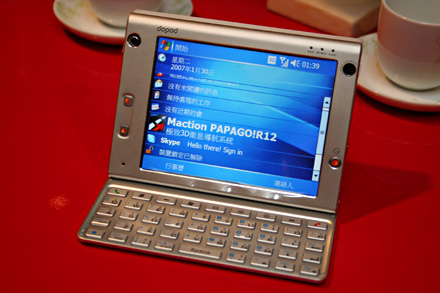 dopod
開始
01:39
星期二
2007年1月30日
沒有未閱讀的訊息
無待處理的工作
沒有近期約會
Maction PAPAGO!R12
極致3D衛星導航系統
Skype Hello there! Sign in
裝置鎖定已解除
行事曆 連絡人